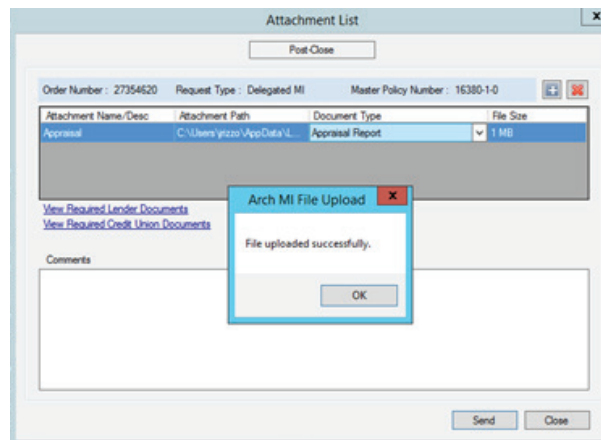 Attachment List
x
Post-Close
Order Number : 27354620 Request Type : Delegated MI Master Policy Number : 16380-1-0
Attachment Name/Desc Attachment Path Document Type File Size
Appraisal C:\Users\yrizzo\AppData\L... Appraisal Report 1 MB
View Required Lender Documents
View Required Credit Union Documents
Arch MI File Upload x
File uploaded successfully.
OK
Comments
Send Close